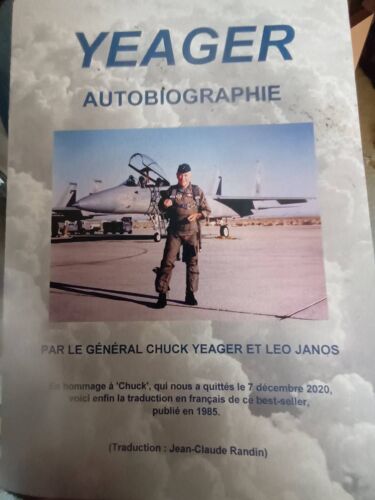 YEAGER
AUTOBIOGRAPHIE
PAR LE GÉNÉRAL CHUCK YEAGER ET LEO JANOS
En hommage à 'Chuck', qui nous a quittés le 7 décembre 2020,
voici enfin la traduction en français de ce best-seller,
publié en 1985.
(Traduction : Jean-Claude Randin)